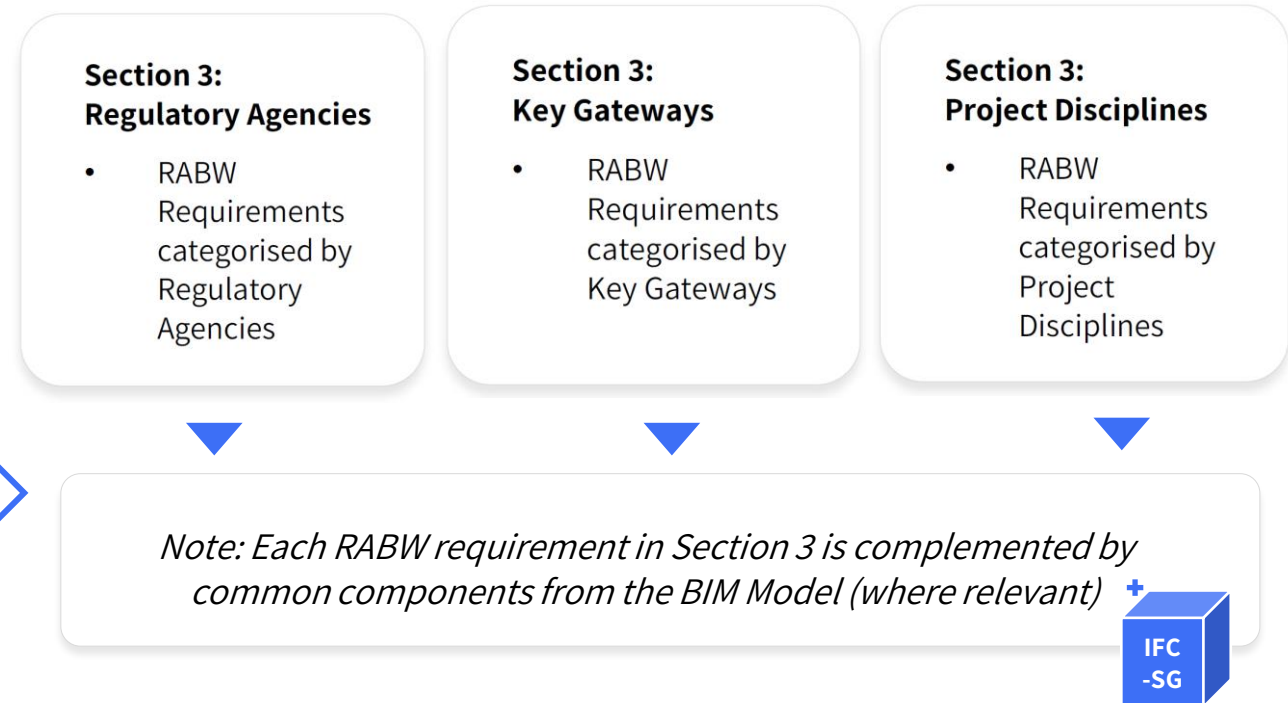 Section 3:
Regulatory Agencies
• RABW
Requirements
categorised by
Regulatory
Agencies
Section 3:
Key Gateways
• RABW
Requirements
categorised by
Key Gateways
Section 3:
Project Disciplines
• RABW
Requirements
categorised by
Project
Disciplines
Note: Each RABW requirement in Section 3 is complemented by
common components from the BIM Model (where relevant)
+
IFC
-SG